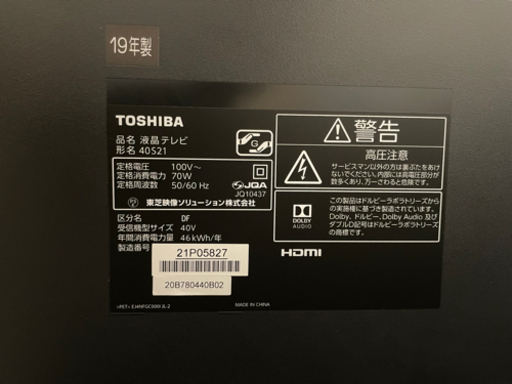 19年製
TOSHIBA
品名 液晶テレビ
形名 40S21
定格電圧 100V～
定格消費電力 70W
定格周波数 50/60 Hz
JQA
JQ10437
東芝映像ソリューション株式会社
区分名 DF
受信機型サイズ 40V
年間消費電力量 46kWh/年
製造番号
21P05827
20B780440B02
警告
高圧注意
サービスマン以外の方は裏ぶたをあけ
ないでください。内部には高電圧部分が
数多くあり、万一さわると危険です。
DOLBY
AUDIO
この製品はドルビーラボラトリーズから
の実施権に基づき製造されています。
Dolby、ドルビー、Dolby Audio、及び
ダブルD記号はドルビーラボラトリーズ
の商標です。
HDMI
MADE IN CHINA